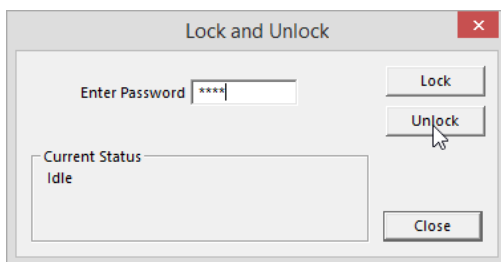 Lock and Unlock
Enter Password ****
Lock
Unlock
Current Status
Idle
Close